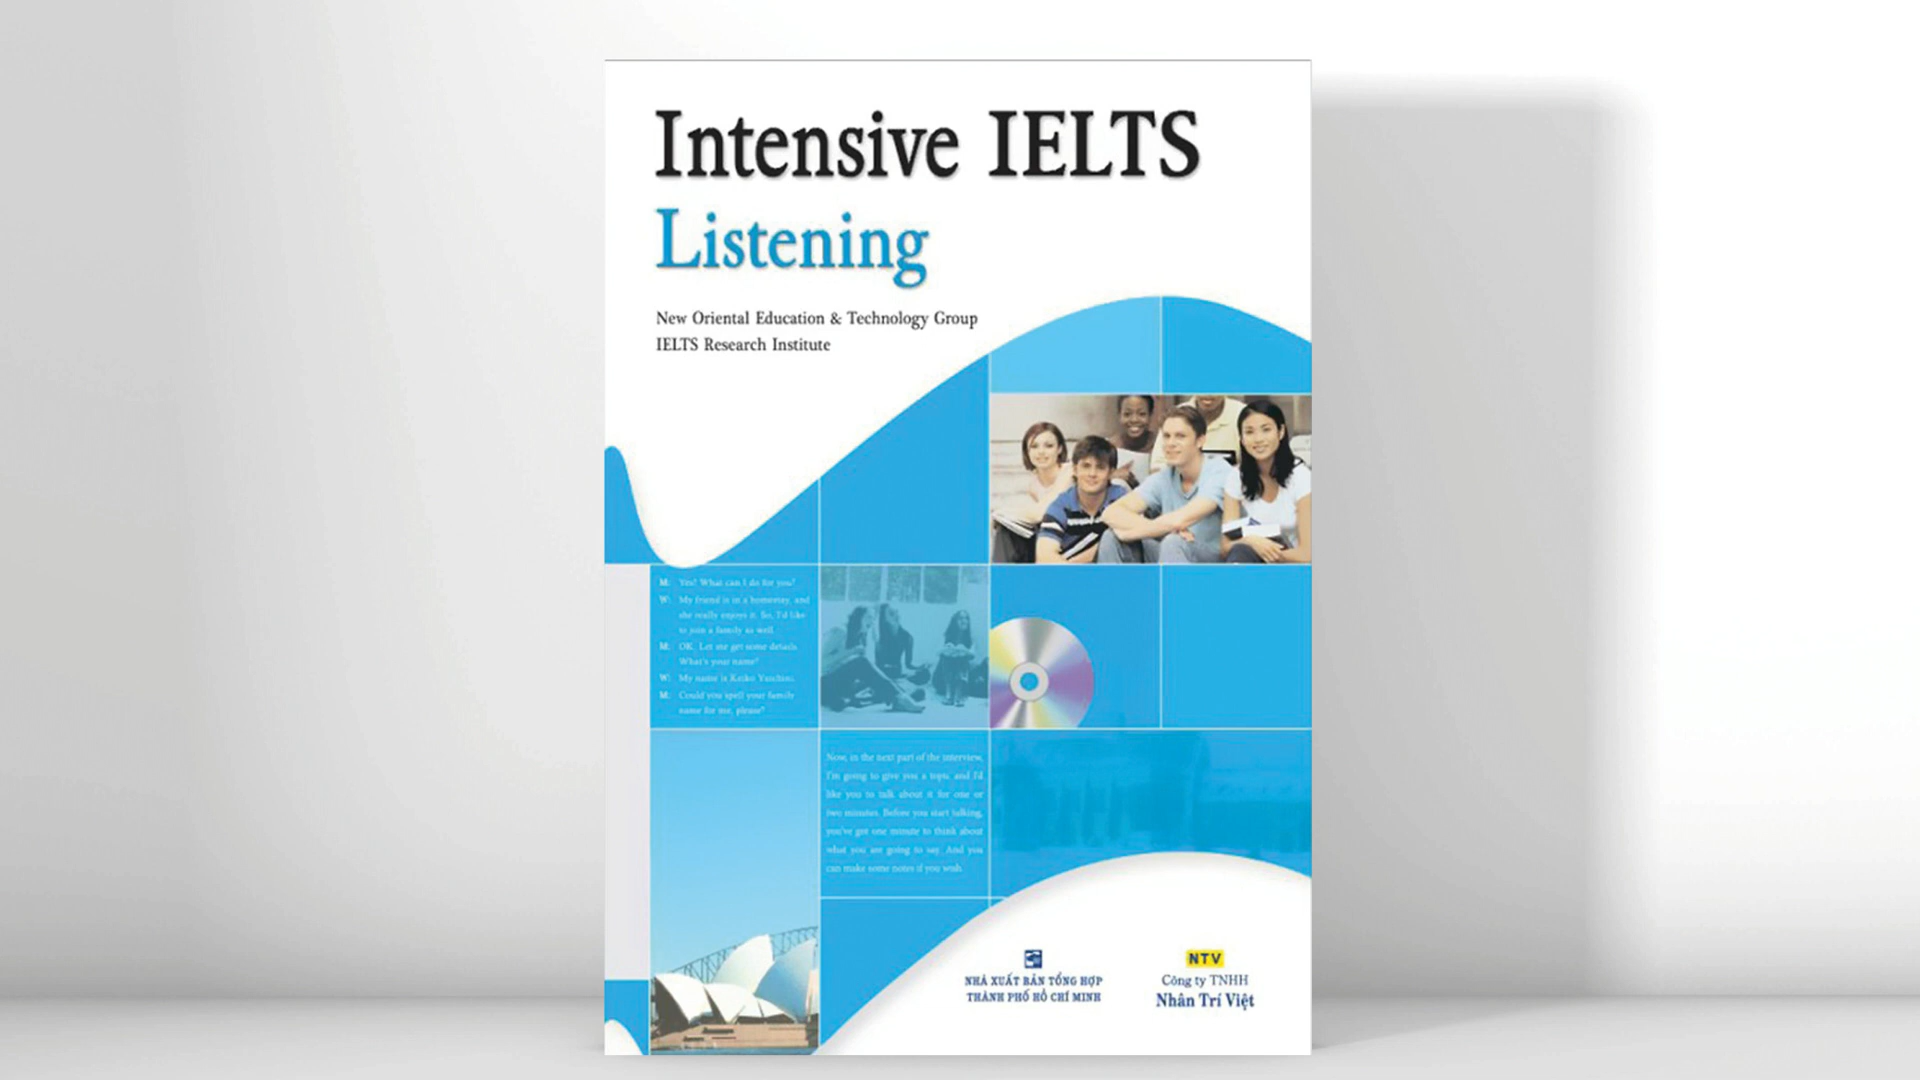 Intensive IELTS
Listening
New Oriental Education & Technology Group
IELTS Research Institute
M: Yes! What can I do for you?
W: My friend is in a homestay, and
she really enjoys it. So, I'd like
to join a family as well.
M: OK. Let me get some details.
What's your name?
W: My name is Keiko
M: Could you spell your family
name for me, please?
Now, in the next part of the interview,
I'm going to give you a topic and I'd
like you to talk about it for one or
two minutes. Before you start talking,
you've got one minute to think about
what you are going to say. And you
can make some notes if you wish.
NHÀ XUẤT BẢN TỔNG HỢP
THÀNH PHỐ HỒ CHÍ MINH
NTV
Công ty TNHH
Nhân Trí Việt